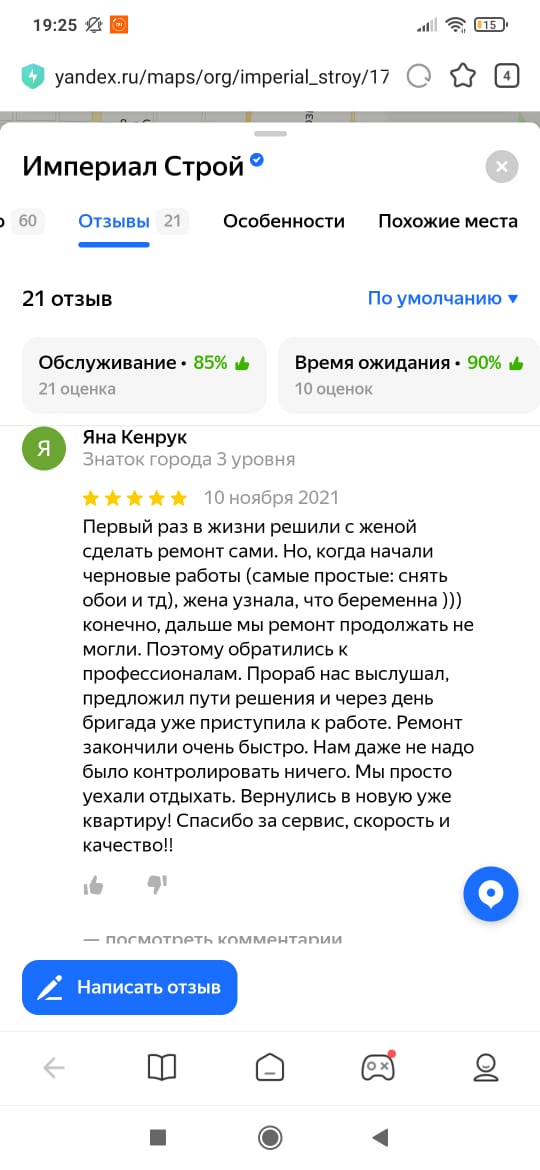 19:25
15
yandex.ru/maps/org/imperial_stroy/17
4
Империал Строй
60
Отзывы 21
Особенности
Похожие места
21 отзыв
По умолчанию
Обслуживание • 85%
21 оценка
Время ожидания • 90%
10 оценок
Я
Яна Кенрук
Знаток города 3 уровня
10 ноября 2021
Первый раз в жизни решили с женой
сделать ремонт сами. Но, когда начали
черновые работы (самые простые: снять
обои и тд), жена узнала, что беременна )))
конечно, дальше мы ремонт продолжать не
могли. Поэтому обратились к
профессионалам. Прораб нас выслушал,
предложил пути решения и через день
бригада уже приступила к работе. Ремонт
закончили очень быстро. Нам даже не надо
было контролировать ничего. Мы просто
уехали отдыхать. Вернулись в новую уже
квартиру! Спасибо за сервис, скорость и
качество!!
— посмотреть комментарии
Написать отзыв